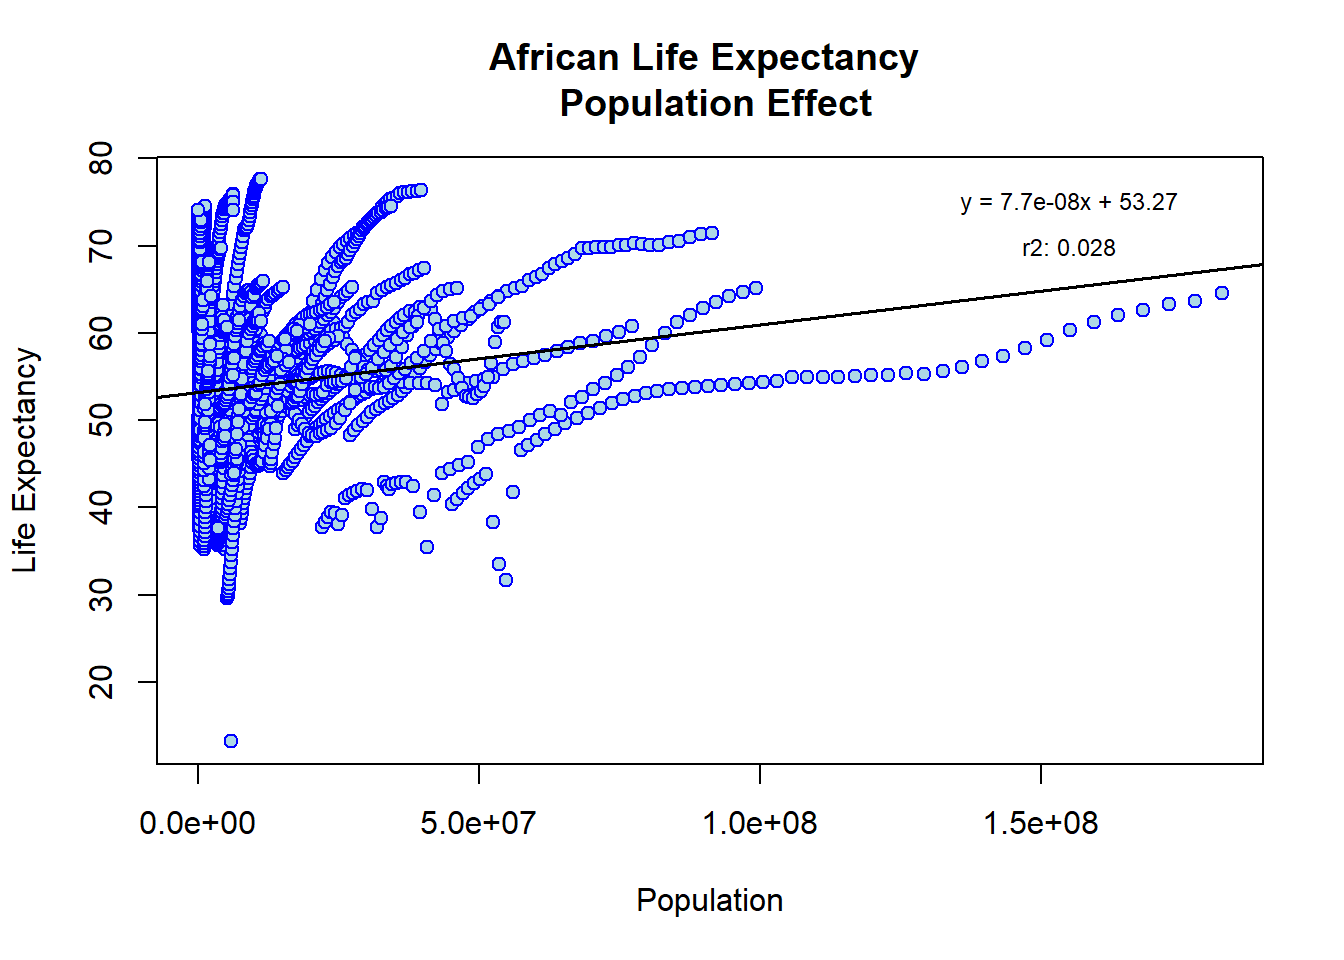 African Life Expectancy
Population Effect
y = 7.7e-08x + 53.27
r2: 0.028
80
70
60
50
40
30
20
Life Expectancy
0.0e+00 5.0e+07 1.0e+08 1.5e+08
Population